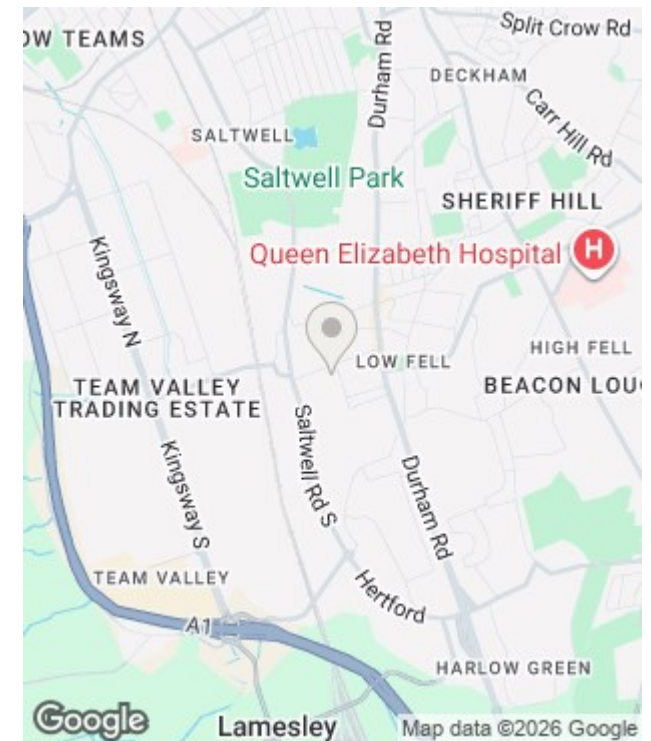 Split Crow Rd
OW TEAMS
Durham Rd
DECKHAM
Carr Hill Rd
SALTWELL
Saltwell Park
SHERIFF HILL
Queen Elizabeth Hospital
H
Kingsway N
HIGH FELL
LOW FELL
BEACON LOU
TEAM VALLEY
TRADING ESTATE
Saltwell Rd S
Kingsway S
Durham Rd
TEAM VALLEY
Hertford
A1
HARLOW GREEN
Google
Lamesley
Map data ©2026 Google